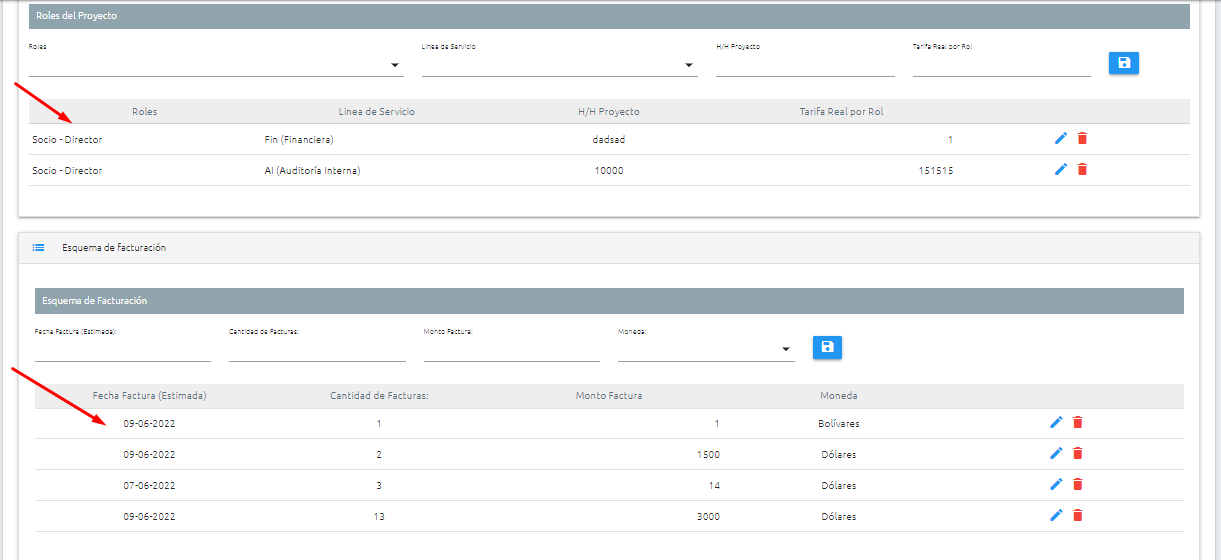 Roles del Proyecto
Roles Linea de Servicio H/H Proyecto Tarifa Real por Rol
Roles Linea de Servicio H/H Proyecto Tarifa Real por Rol
Socio - Director Fin (Financiera) dadsad 1
Socio - Director AI (Auditoría Interna) 10000 151515
Esquema de facturación
Esquema de Facturación
Fecha Factura (Estimada): Cantidad de Facturas: Monto Factura: Moneda:
Fecha Factura (Estimada) Cantidad de Facturas: Monto Factura Moneda
09-06-2022 1 1 Bolívares
09-06-2022 2 1500 Dólares
07-06-2022 3 14 Dólares
09-06-2022 13 3000 Dólares